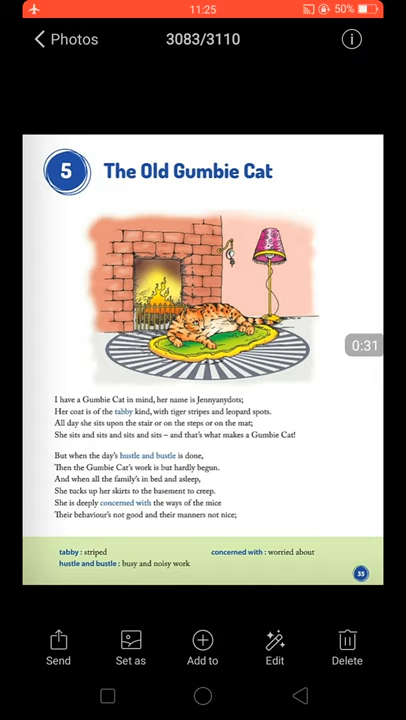 11:25
50%
Photos
3083/3110
5
The Old Gumbie Cat
0:31
I have a Gumbie Cat in mind, her name is Jennyanydots;
Her coat is of the tabby kind, with tiger stripes and leopard spots.
All day she sits upon the stair or on the steps or on the mat;
She sits and sits and sits and sits – and that's what makes a Gumbie Cat!
But when the day's hustle and bustle is done,
Then the Gumbie Cat's work is but hardly begun.
And when all the family's in bed and asleep,
She tucks up her skirts to the basement to creep.
She is deeply concerned with the ways of the mice
Their behaviour's not good and their manners not nice;
tabby : striped
concerned with : worried about
hustle and bustle : busy and noisy work
35
Send
Set as
Add to
Edit
Delete